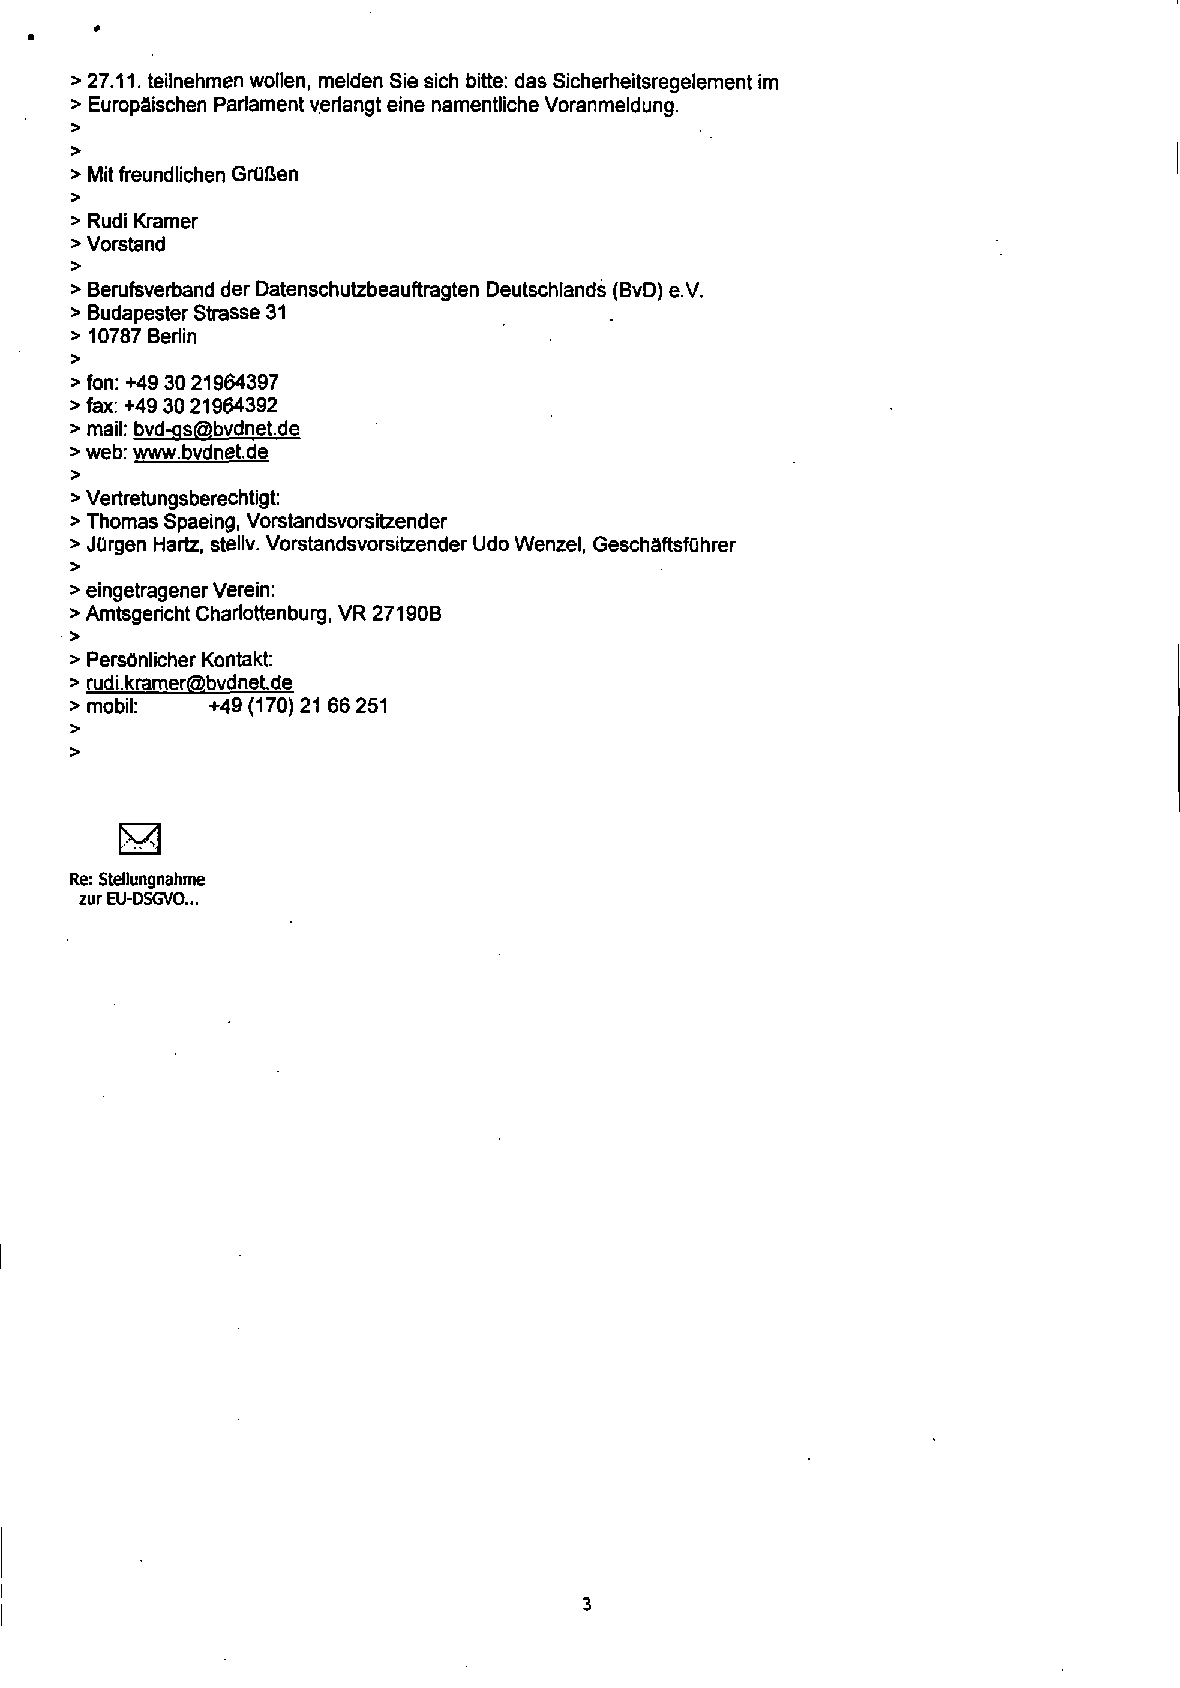 > 27.11. teilnehmen wollen, melden Sie sich bitte: das Sicherheitsregelement im
> Europäischen Parlament verlangt eine namentliche Voranmeldung.
>
>
> Mit freundlichen Grüßen
>
> Rudi Kramer
> Vorstand
>
> Berufsverband der Datenschutzbeauftragten Deutschlands (BvD) e.V.
> Budapester Strasse 31
> 10787 Berlin
>
> fon: +49 30 21964397
> fax: +49 30 21964392
> mail: bvd-gs@bvdnet.de
> web: www.bvdnet.de
>
> Vertretungsberechtigt:
> Thomas Spaeing, Vorstandsvorsitzender
> Jürgen Hartz, stellv. Vorstandsvorsitzender Udo Wenzel, Geschäftsführer
>
> eingetragener Verein:
> Amtsgericht Charlottenburg, VR 27190B
>
> Persönlicher Kontakt:
> rudi.kramer@bvdnet.de
> mobil: +49 (170) 21 66 251
>
>
Re: Stellungnahme
zur EU-DSGVO...
3